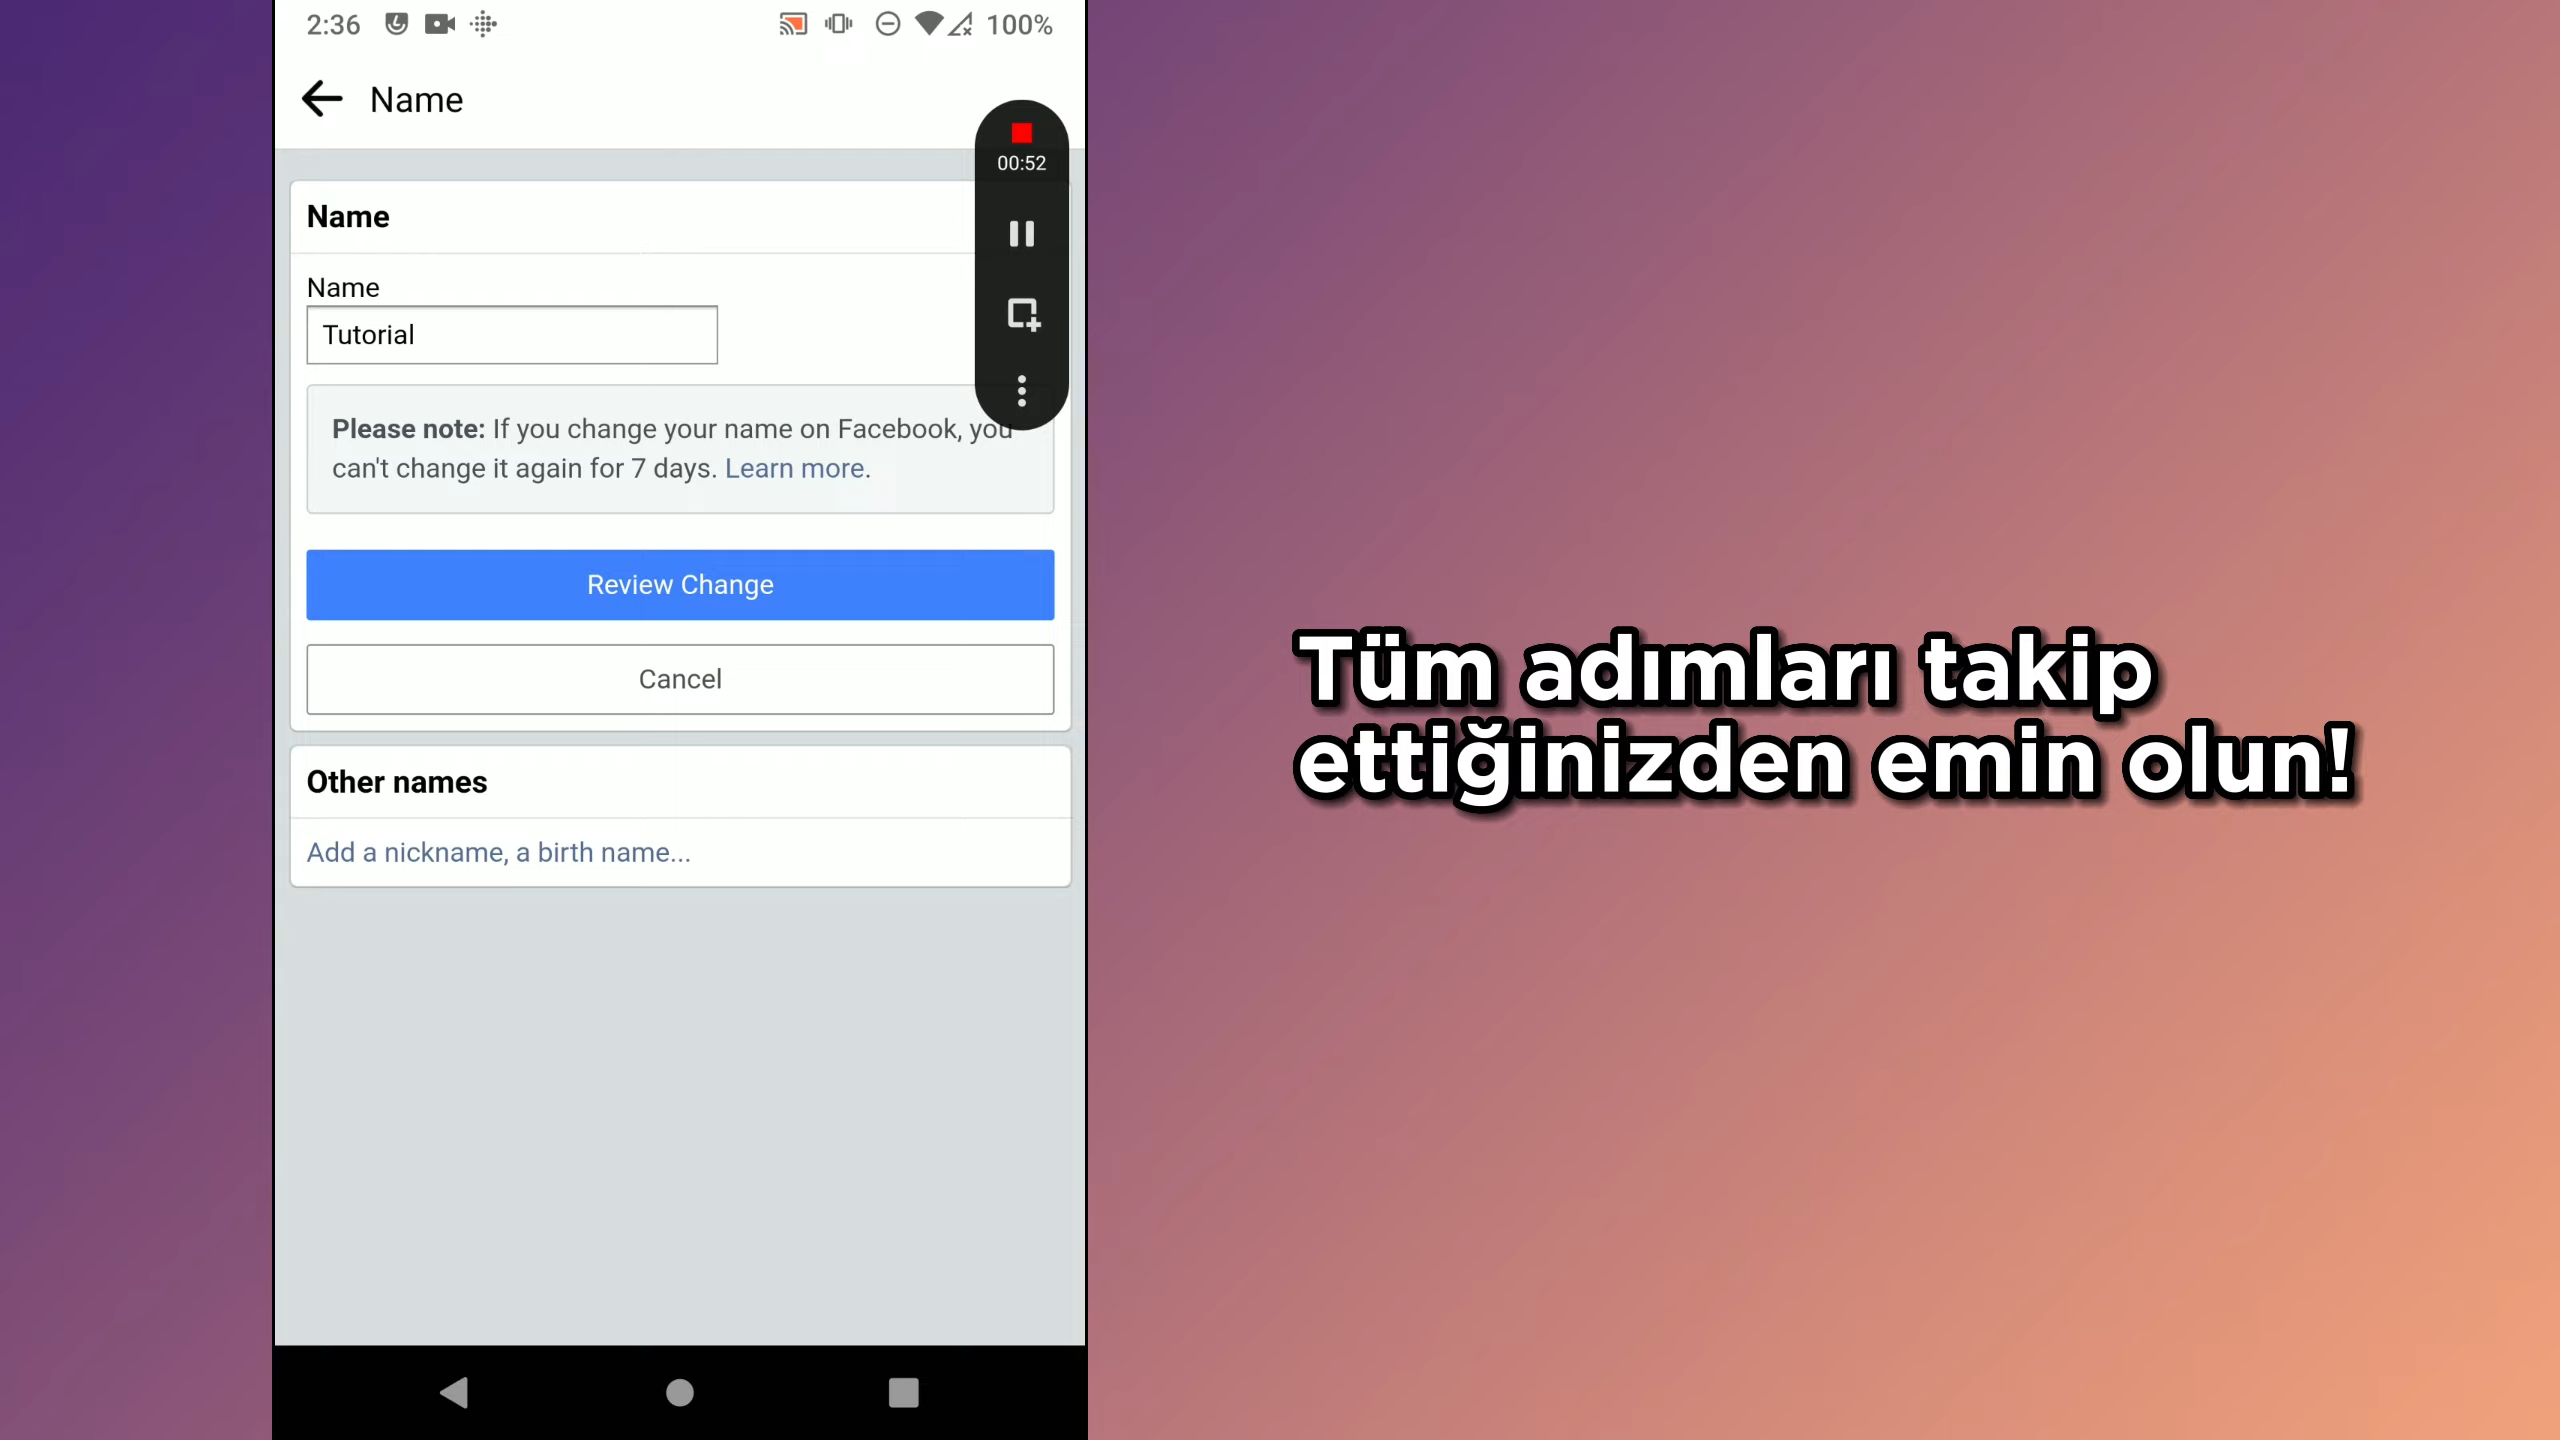 2:36
100%
Name
00:52
Name
Name
Tutorial
Please note: If you change your name on Facebook, you
can't change it again for 7 days. Learn more.
Review Change
Cancel
Other names
Add a nickname, a birth name...
Tüm adımları takip
ettiğinizden emin olun!